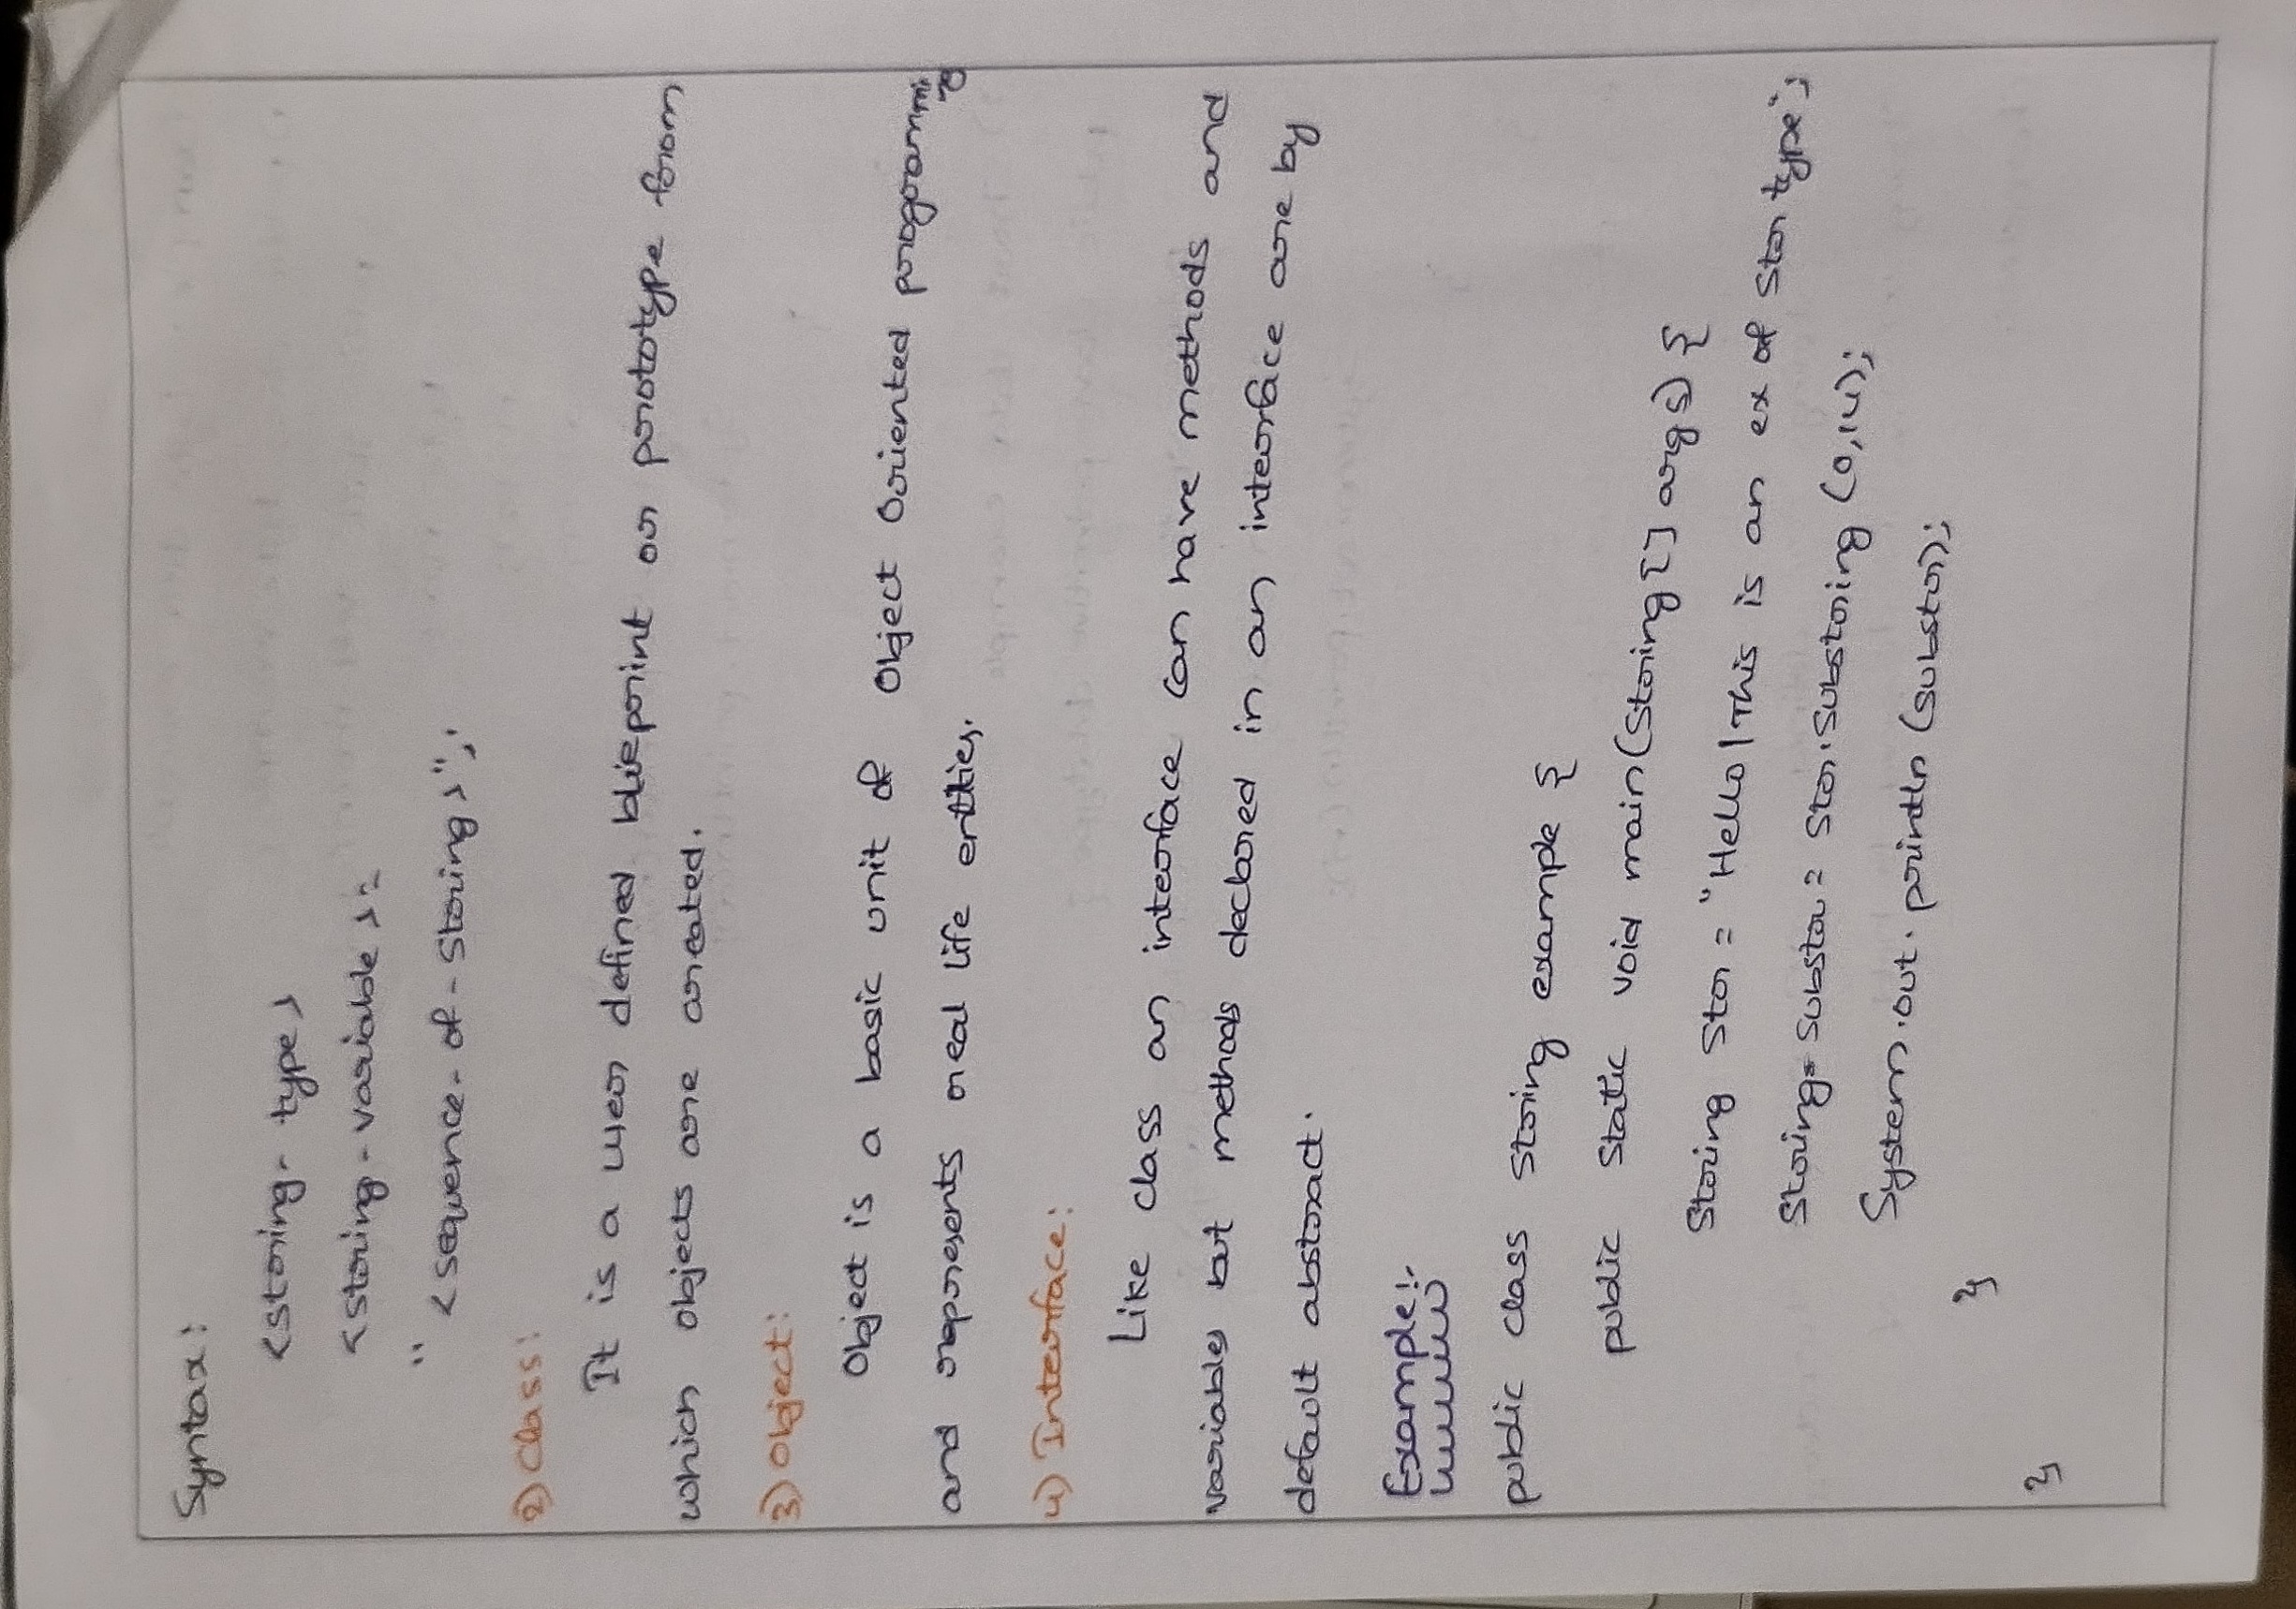 Syntax:
<string-type>
<string-variable>=
"
<sequence-of-string>";
2) Class:
It is a user defined blueprint or prototype from
which objects are created.
3) Object:
Object is a basic unit of Object Oriented programming
and represents real life entities.
4) Interface:
Like class an interface can have methods and
variables but methods declared in an interface are by
default abstract.
Example:-
public class String example {
public static void main(String[] args) {
String Str = "Hello|This is an ex of Str type";
String= Substr = Str.Substring (0,14);
System.out.println (Substr);
}
}